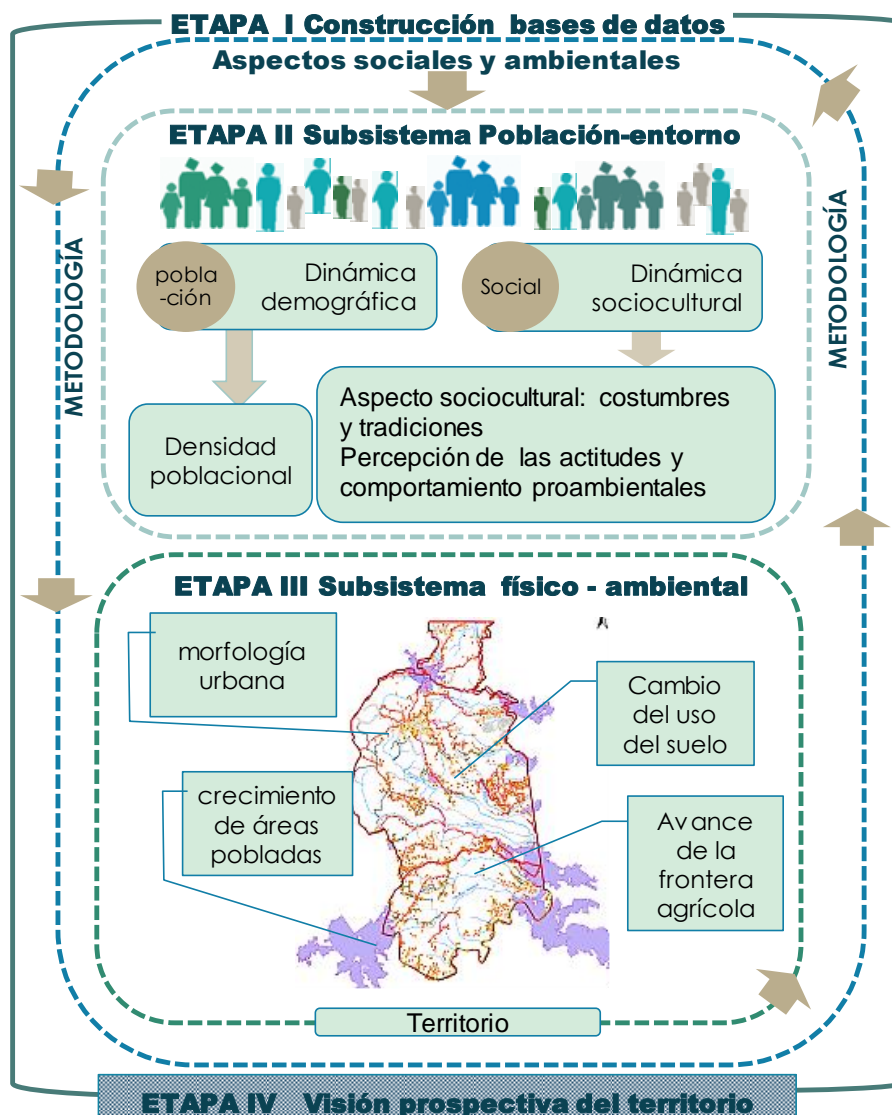 ETAPA I Construcción bases de datos
Aspectos sociales y ambientales
ETAPA II Subsistema Población-entorno
METODOLOGÍA
METODOLOGÍA
pobla
-ción
Dinámica
demográfica
Social
Dinámica
sociocultural
Densidad
poblacional
Aspecto sociocultural: costumbres
y tradiciones
Percepción de las actitudes y
comportamiento proambientales
ETAPA III Subsistema físico - ambiental
morfología
urbana
Cambio
del uso
del suelo
crecimiento
de áreas
pobladas
Avance
de la
frontera
agrícola
Territorio
ETAPA IV Visión prospectiva del territorio